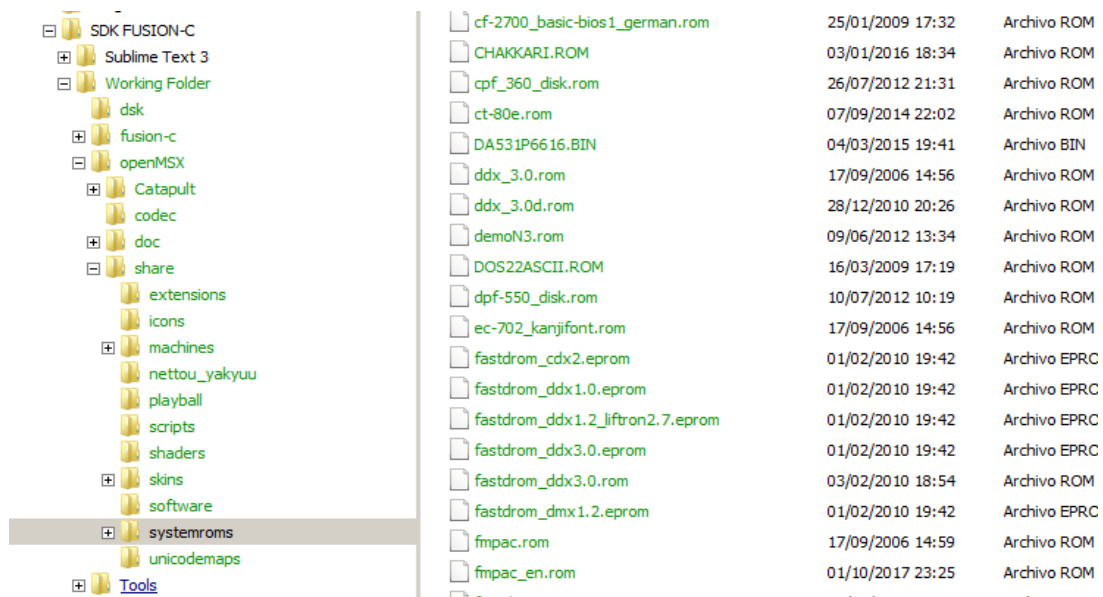 SDK FUSION-C
Sublime Text 3
Working Folder
dsk
fusion-c
openMSX
Catapult
codec
doc
share
extensions
icons
machines
nettou_yakyuu
playball
scripts
shaders
skins
software
systemroms
unicodemaps
Tools
cf-2700_basic-bios1_german.rom 25/01/2009 17:32 Archivo ROM
CHAKKARI.ROM 03/01/2016 18:34 Archivo ROM
cpf_360_disk.rom 26/07/2012 21:31 Archivo ROM
ct-80e.rom 07/09/2014 22:02 Archivo ROM
DA531P6616.BIN 04/03/2015 19:41 Archivo BIN
ddx_3.0.rom 17/09/2006 14:56 Archivo ROM
ddx_3.0d.rom 28/12/2010 20:26 Archivo ROM
demoN3.rom 09/06/2012 13:34 Archivo ROM
DOS22ASCII.ROM 16/03/2009 17:19 Archivo ROM
dpf-550_disk.rom 10/07/2012 10:19 Archivo ROM
ec-702_kanjifont.rom 17/09/2006 14:56 Archivo ROM
fastdrom_cdx2.eprom 01/02/2010 19:42 Archivo EPRO
fastdrom_ddx1.0.eprom 01/02/2010 19:42 Archivo EPRO
fastdrom_ddx1.2_liftron2.7.eprom 01/02/2010 19:42 Archivo EPRO
fastdrom_ddx3.0.eprom 01/02/2010 19:42 Archivo EPRO
fastdrom_ddx3.0.rom 03/02/2010 18:54 Archivo ROM
fastdrom_dmx1.2.eprom 01/02/2010 19:42 Archivo EPRO
fmpac.rom 17/09/2006 14:59 Archivo ROM
fmpac_en.rom 01/10/2017 23:25 Archivo ROM